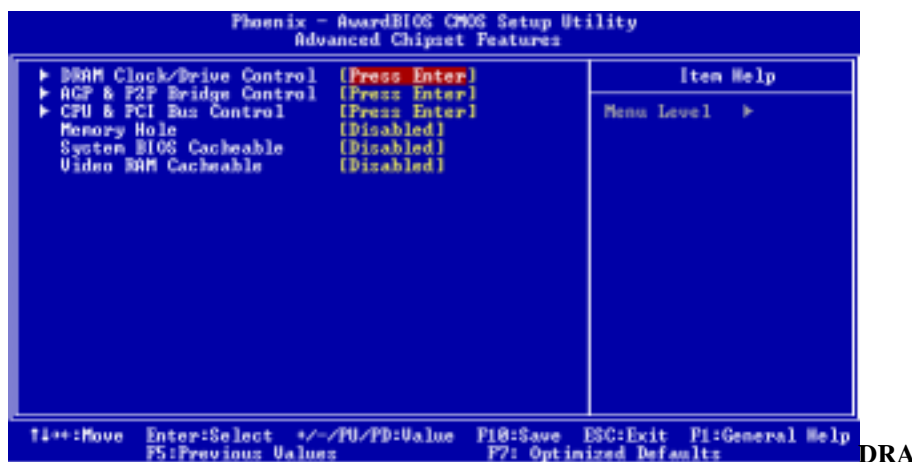 Phoenix - AwardBIOS CMOS Setup Utility
Advanced Chipset Features
▶ DRAM Clock/Drive Control [Press Enter]
▶ AGP & P2P Bridge Control [Press Enter]
▶ CPU & PCI Bus Control [Press Enter]
Memory Hole [Disabled]
System BIOS Cacheable [Disabled]
Video RAM Cacheable [Disabled]
Item Help
Menu Level ▶
↑↓→←:Move Enter:Select +/-/PU/PD:Value F10:Save ESC:Exit F1:General Help
F5:Previous Values F7: Optimized Defaults
DRA